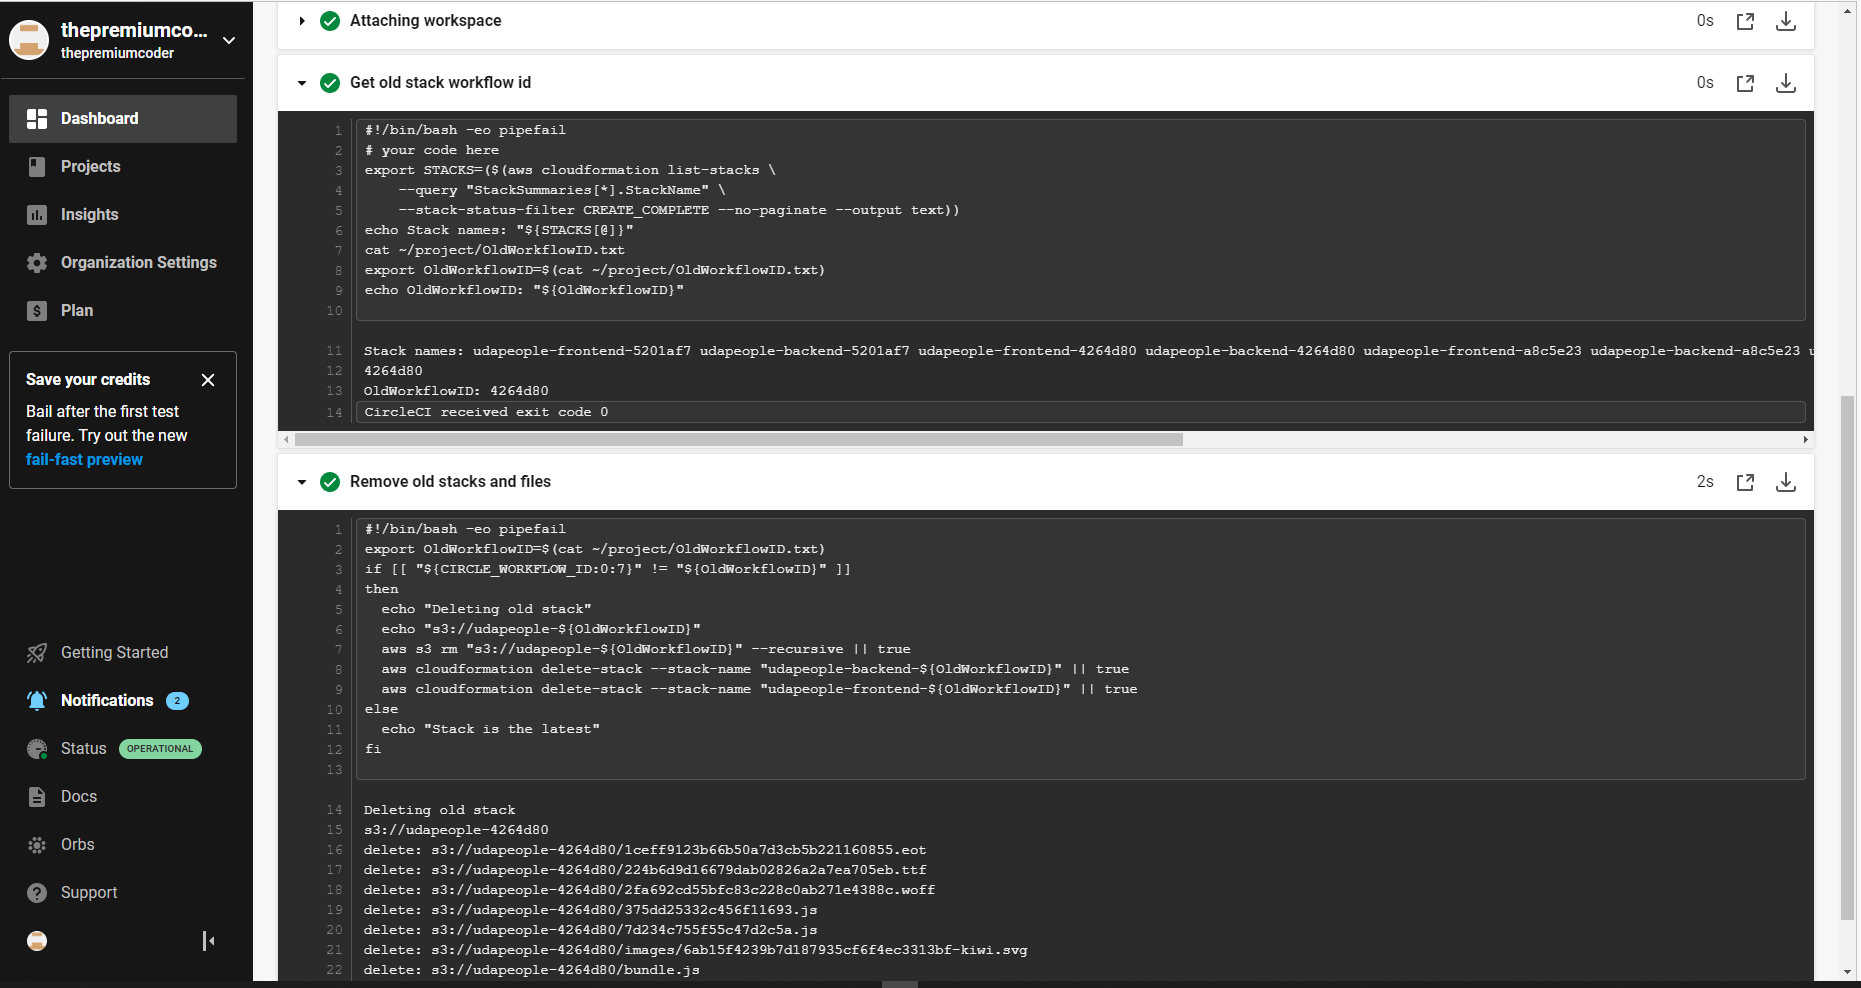 thepremiumco...
thepremiumcoder
Dashboard
Projects
Insights
Organization Settings
Plan
Save your credits
Bail after the first test
failure. Try out the new
fail-fast preview
Getting Started
Notifications 2
Status OPERATIONAL
Docs
Orbs
Support
Attaching workspace 0s
Get old stack workflow id 0s
1 #!/bin/bash -eo pipefail
2 # your code here
3 export STACKS=($(aws cloudformation list-stacks \
4 --query "StackSummaries[*].StackName" \
5 --stack-status-filter CREATE_COMPLETE --no-paginate --output text))
6 echo Stack names: "${STACKS[@]}"
7 cat ~/project/OldWorkflowID.txt
8 export OldWorkflowID=$(cat ~/project/OldWorkflowID.txt)
9 echo OldWorkflowID: "${OldWorkflowID}"
10
11 Stack names: udapeople-frontend-5201af7 udapeople-backend-5201af7 udapeople-frontend-4264d80 udapeople-backend-4264d80 udapeople-frontend-a8c5e23 udapeople-backend-a8c5e23
12 4264d80
13 OldWorkflowID: 4264d80
14 CircleCI received exit code 0
Remove old stacks and files 2s
1 #!/bin/bash -eo pipefail
2 export OldWorkflowID=$(cat ~/project/OldWorkflowID.txt)
3 if [[ "${CIRCLE_WORKFLOW_ID:0:7}" != "${OldWorkflowID}" ]]
4 then
5 echo "Deleting old stack"
6 echo "s3://udapeople-${OldWorkflowID}"
7 aws s3 rm "s3://udapeople-${OldWorkflowID}" --recursive || true
8 aws cloudformation delete-stack --stack-name "udapeople-backend-${OldWorkflowID}" || true
9 aws cloudformation delete-stack --stack-name "udapeople-frontend-${OldWorkflowID}" || true
10 else
11 echo "Stack is the latest"
12 fi
13
14 Deleting old stack
15 s3://udapeople-4264d80
16 delete: s3://udapeople-4264d80/1ceff9123b66b50a7d3cb5b221160855.eot
17 delete: s3://udapeople-4264d80/224b6d9d16679dab02826a2a7ea705eb.ttf
18 delete: s3://udapeople-4264d80/2fa692cd55bfc83c228c0ab271e4388c.woff
19 delete: s3://udapeople-4264d80/375dd25332c456f11693.js
20 delete: s3://udapeople-4264d80/7d234c755f55c47d2c5a.js
21 delete: s3://udapeople-4264d80/images/6ab15f4239b7d187935cf6f4ec3313bf-kiwi.svg
22 delete: s3://udapeople-4264d80/bundle.js